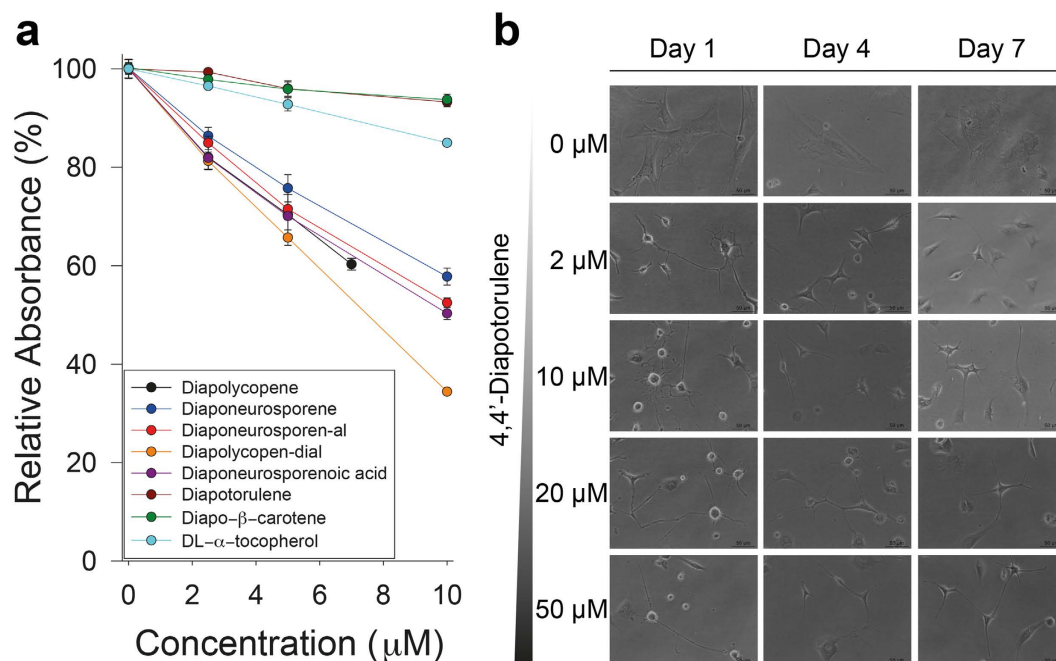 a
Relative Absorbance (%)
100
80
60
40
20
0
0 2 4 6 8 10
Concentration (μM)
Diapolycopene
Diaponeurosporene
Diaponeurosporen-al
Diapolycopen-dial
Diaponeurosporenoic acid
Diapotorulene
Diapo-β-carotene
DL-α-tocopherol
b
Day 1 Day 4 Day 7
4,4'-Diapotorulene
0 μM
2 μM
10 μM
20 μM
50 μM